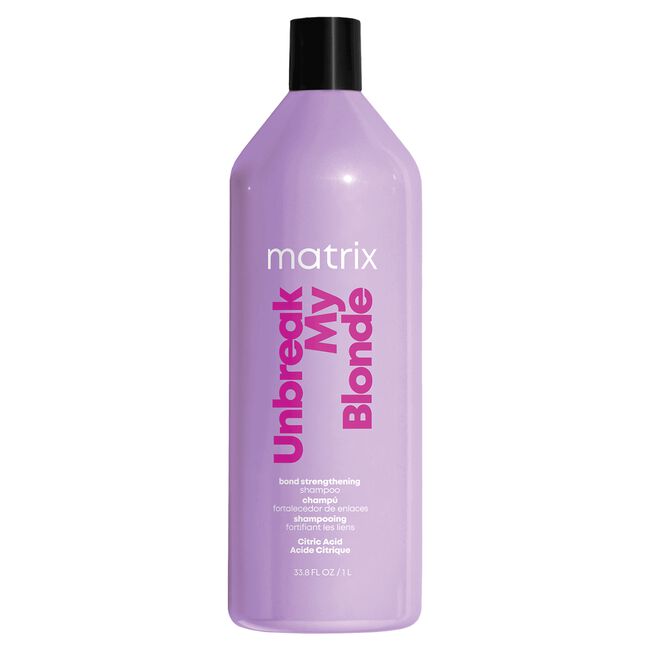 matrix
Unbreak
My
Blonde
bond strengthening
shampoo
champú
fortalecedor de enlaces
shampooing
fortifiant les liens
Citric Acid
Acide Citrique
33.8 FL OZ / 1 L